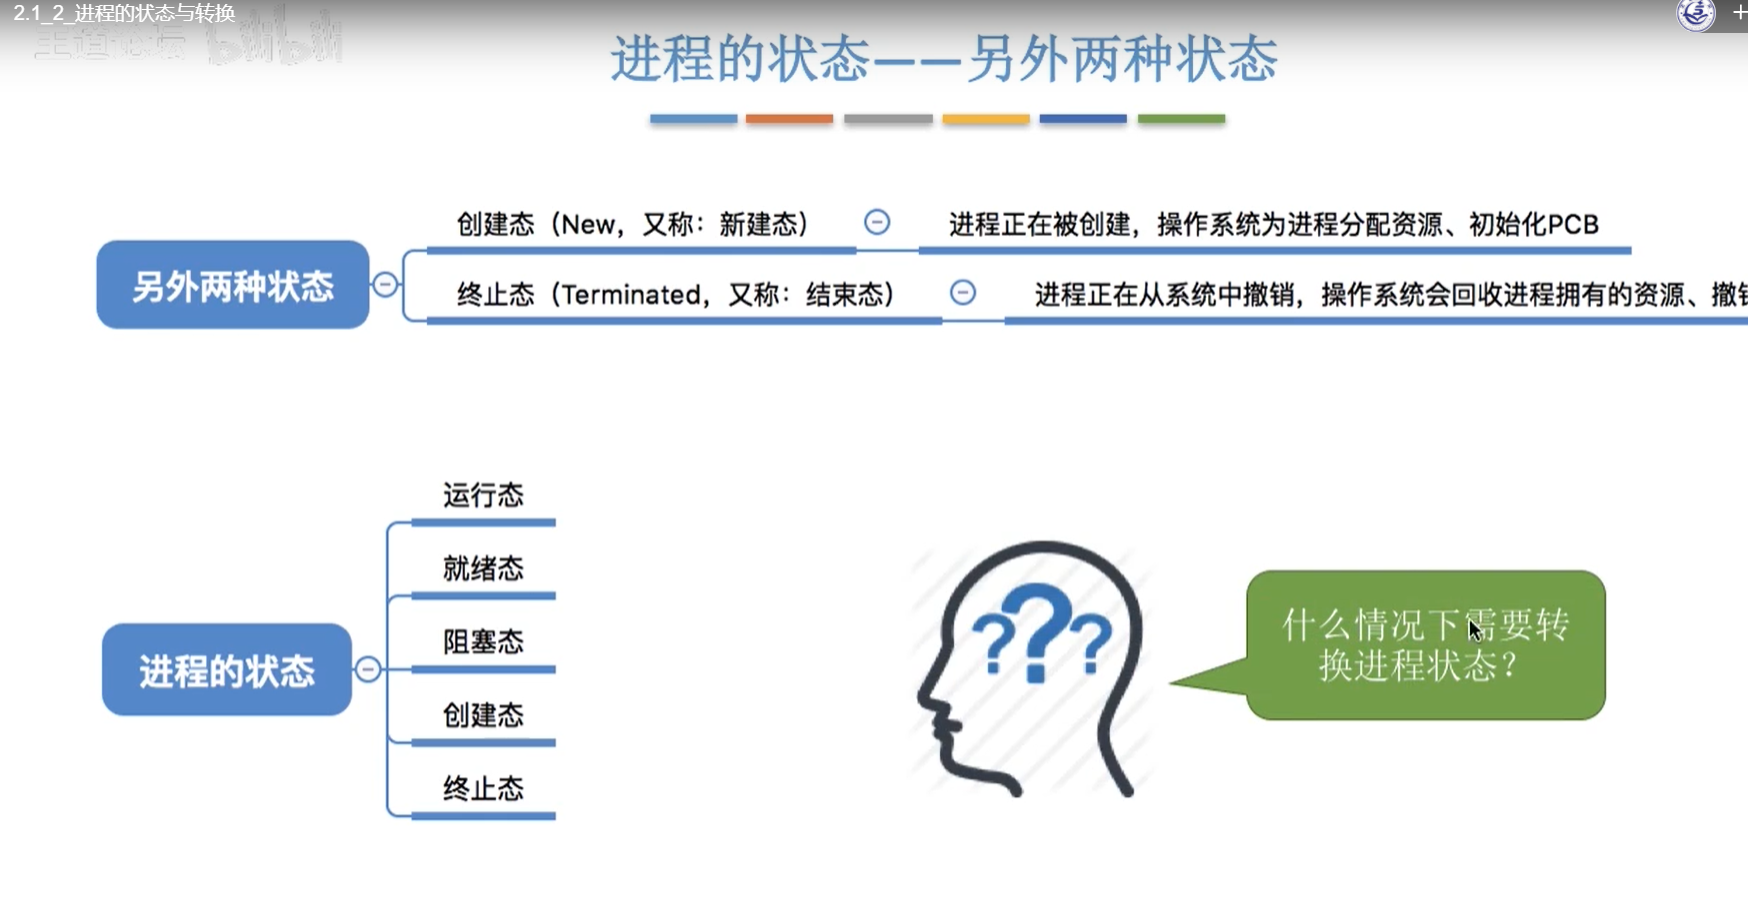 2.1_2_进程的状态与转换
王道论坛 bilibili
进程的状态——另外两种状态
另外两种状态
创建态（New，又称：新建态）
进程正在被创建，操作系统为进程分配资源、初始化PCB
终止态（Terminated，又称：结束态）
进程正在从系统中撤销，操作系统会回收进程拥有的资源、撤
进程的状态
运行态
就绪态
阻塞态
创建态
终止态
? ? ?
什么情况下需要转
换进程状态？